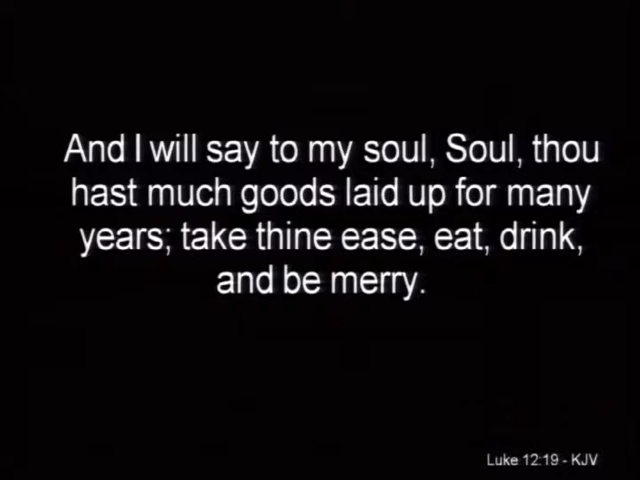 And I will say to my soul, Soul, thou
hast much goods laid up for many
years; take thine ease, eat, drink,
and be merry.
Luke 12:19 - KJV